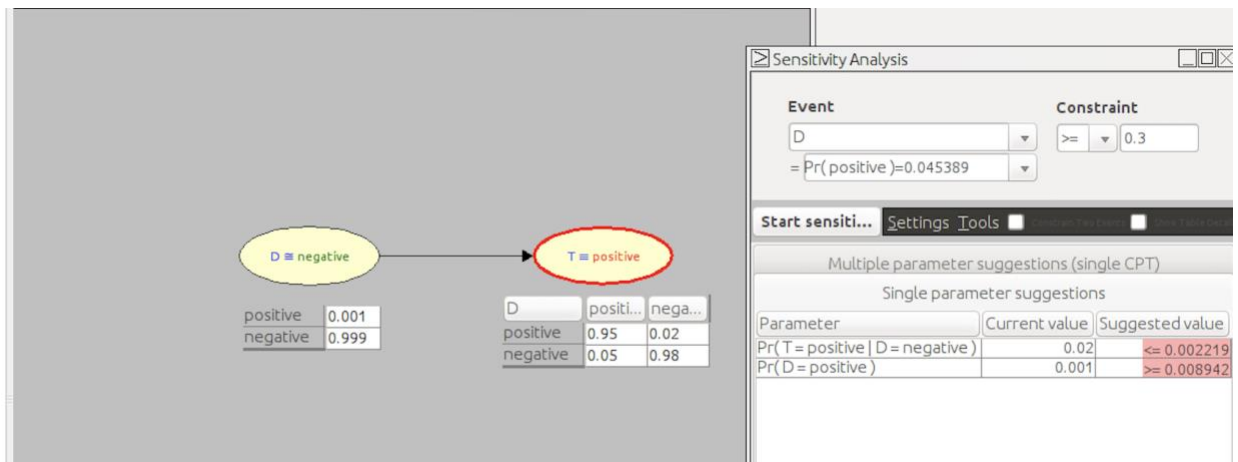 Sensitivity Analysis
Event
Constraint
D
>=
0.3
= Pr( positive )=0.045389
Start sensiti...
Settings
Tools
Multiple parameter suggestions (single CPT)
Single parameter suggestions
Parameter
Current value
Suggested value
Pr( T = positive | D = negative )
0.02
<= 0.002219
Pr( D = positive )
0.001
>= 0.008942
D ≅ negative
T ≡ positive
positive 0.001
negative 0.999
D positi... nega...
positive 0.95 0.02
negative 0.05 0.98